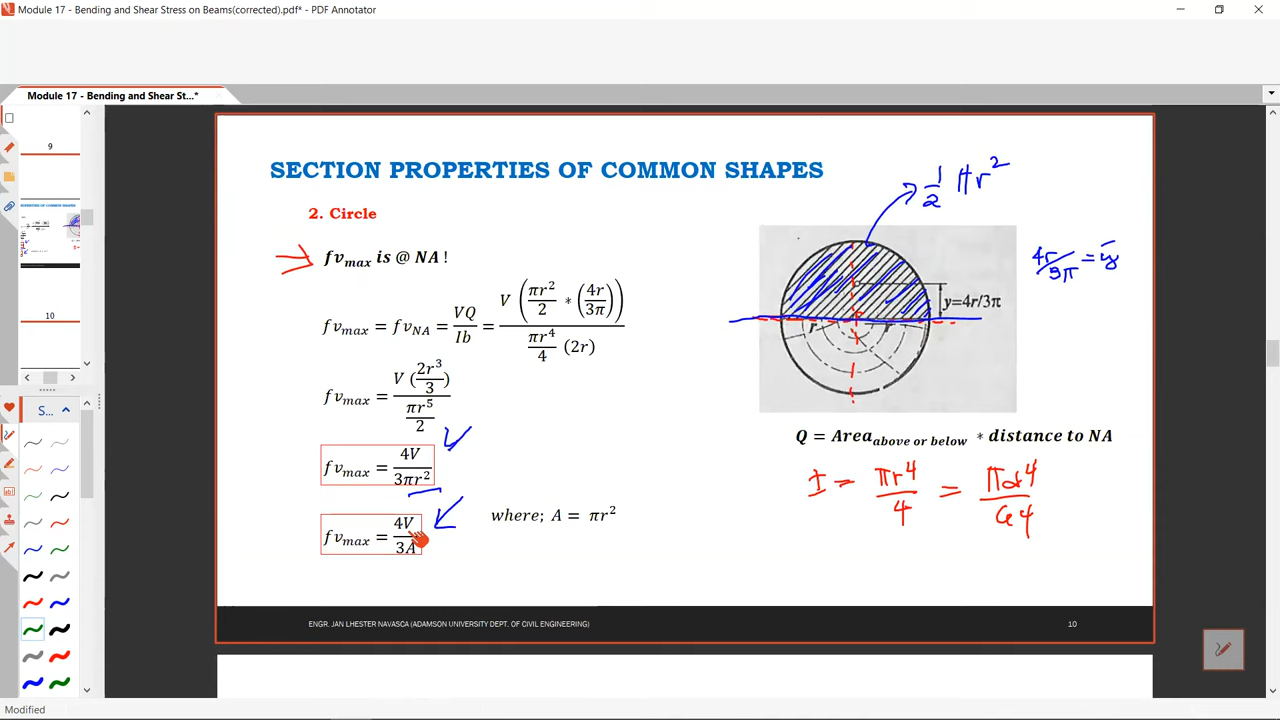 Module 17 - Bending and Shear Stress on Beams(corrected).pdf* - PDF Annotator
Module 17 - Bending and Shear St...*
9
10
S...
SECTION PROPERTIES OF COMMON SHAPES
2. Circle
fv_max is @ NA !
fv_max = fv_NA = VQ/Ib = V (πr²/2 * (4r/3π)) / (πr⁴/4 (2r))
fv_max = V (2r³/3) / (πr⁵/2)
fv_max = 4V/3πr²
fv_max = 4V/3A
where; A = πr²
1/2 πr²
4r/3π = ȳ
y=4r/3π
r r
Q = Area_above or below * distance to NA
I = πr⁴/4 = πd⁴/64
ENGR. JAN LHESTER NAVASCA (ADAMSON UNIVERSITY DEPT. OF CIVIL ENGINEERING)
10
Modified